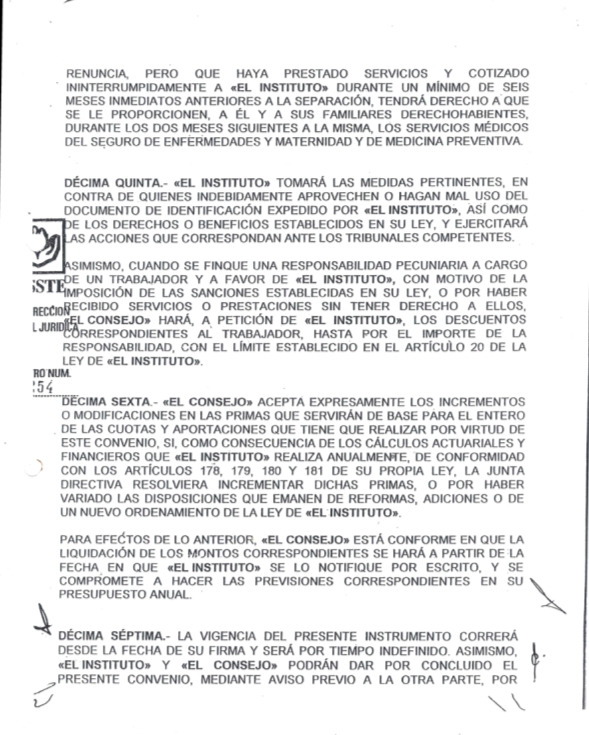 RENUNCIA, PERO QUE HAYA PRESTADO SERVICIOS Y COTIZADO
ININTERRUMPIDAMENTE A «EL INSTITUTO» DURANTE UN MÍNIMO DE SEIS
MESES INMEDIATOS ANTERIORES A LA SEPARACIÓN, TENDRÁ DERECHO A QUE
SE LE PROPORCIONEN, A ÉL Y A SUS FAMILIARES DERECHOHABIENTES,
DURANTE LOS DOS MESES SIGUIENTES A LA MISMA, LOS SERVICIOS MÉDICOS
DEL SEGURO DE ENFERMEDADES Y MATERNIDAD Y DE MEDICINA PREVENTIVA.
DÉCIMA QUINTA.- «EL INSTITUTO» TOMARÁ LAS MEDIDAS PERTINENTES, EN
CONTRA DE QUIENES INDEBIDAMENTE APROVECHEN O HAGAN MAL USO DEL
DOCUMENTO DE IDENTIFICACIÓN EXPEDIDO POR «EL INSTITUTO», ASÍ COMO
DE LOS DERECHOS O BENEFICIOS ESTABLECIDOS EN SU LEY, Y EJERCITARÁ
LAS ACCIONES QUE CORRESPONDAN ANTE LOS TRIBUNALES COMPETENTES.
ASIMISMO, CUANDO SE FINQUE UNA RESPONSABILIDAD PECUNIARIA A CARGO
DE UN TRABAJADOR Y A FAVOR DE «EL INSTITUTO», CON MOTIVO DE LA
IMPOSICIÓN DE LAS SANCIONES ESTABLECIDAS EN SU LEY, O POR HABER
RECIBIDO SERVICIOS O PRESTACIONES SIN TENER DERECHO A ELLOS,
«EL CONSEJO» HARÁ, A PETICIÓN DE «EL INSTITUTO», LOS DESCUENTOS
CORRESPONDIENTES AL TRABAJADOR, HASTA POR EL IMPORTE DE LA
RESPONSABILIDAD, CON EL LÍMITE ESTABLECIDO EN EL ARTÍCULO 20 DE LA
LEY DE «EL INSTITUTO».
SSTE
RECCIÓN
L JURIDICA
RO NUM.
254
DÉCIMA SEXTA.- «EL CONSEJO» ACEPTA EXPRESAMENTE LOS INCREMENTOS
O MODIFICACIONES EN LAS PRIMAS QUE SERVIRÁN DE BASE PARA EL ENTERO
DE LAS CUOTAS Y APORTACIONES QUE TIENE QUE REALIZAR POR VIRTUD DE
ESTE CONVENIO, SI, COMO CONSECUENCIA DE LOS CÁLCULOS ACTUARIALES Y
FINANCIEROS QUE «EL INSTITUTO» REALIZA ANUALMENTE, DE CONFORMIDAD
CON LOS ARTÍCULOS 178, 179, 180 Y 181 DE SU PROPIA LEY, LA JUNTA
DIRECTIVA RESOLVIERA INCREMENTAR DICHAS PRIMAS, O POR HABER
VARIADO LAS DISPOSICIONES QUE EMANEN DE REFORMAS, ADICIONES O DE
UN NUEVO ORDENAMIENTO DE LA LEY DE «EL INSTITUTO».
PARA EFECTOS DE LO ANTERIOR, «EL CONSEJO» ESTÁ CONFORME EN QUE LA
LIQUIDACIÓN DE LOS MONTOS CORRESPONDIENTES SE HARÁ A PARTIR DE LA
FECHA EN QUE «EL INSTITUTO» SE LO NOTIFIQUE POR ESCRITO, Y SE
COMPROMETE A HACER LAS PREVISIONES CORRESPONDIENTES EN SU
PRESUPUESTO ANUAL.
DÉCIMA SÉPTIMA.- LA VIGENCIA DEL PRESENTE INSTRUMENTO CORRERÁ
DESDE LA FECHA DE SU FIRMA Y SERÁ POR TIEMPO INDEFINIDO. ASIMISMO,
«EL INSTITUTO» Y «EL CONSEJO» PODRÁN DAR POR CONCLUIDO EL
PRESENTE CONVENIO, MEDIANTE AVISO PREVIO A LA OTRA PARTE, POR